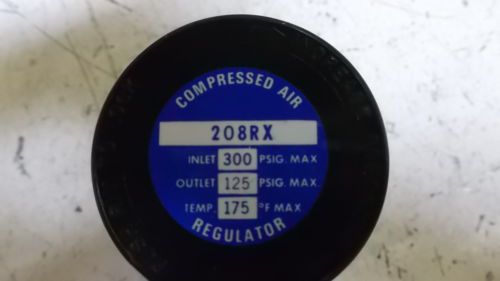 COMPRESSED AIR
208RX
INLET 300 PSIG. MAX
OUTLET 125 PSIG. MAX.
TEMP. 175 °F MAX
REGULATOR